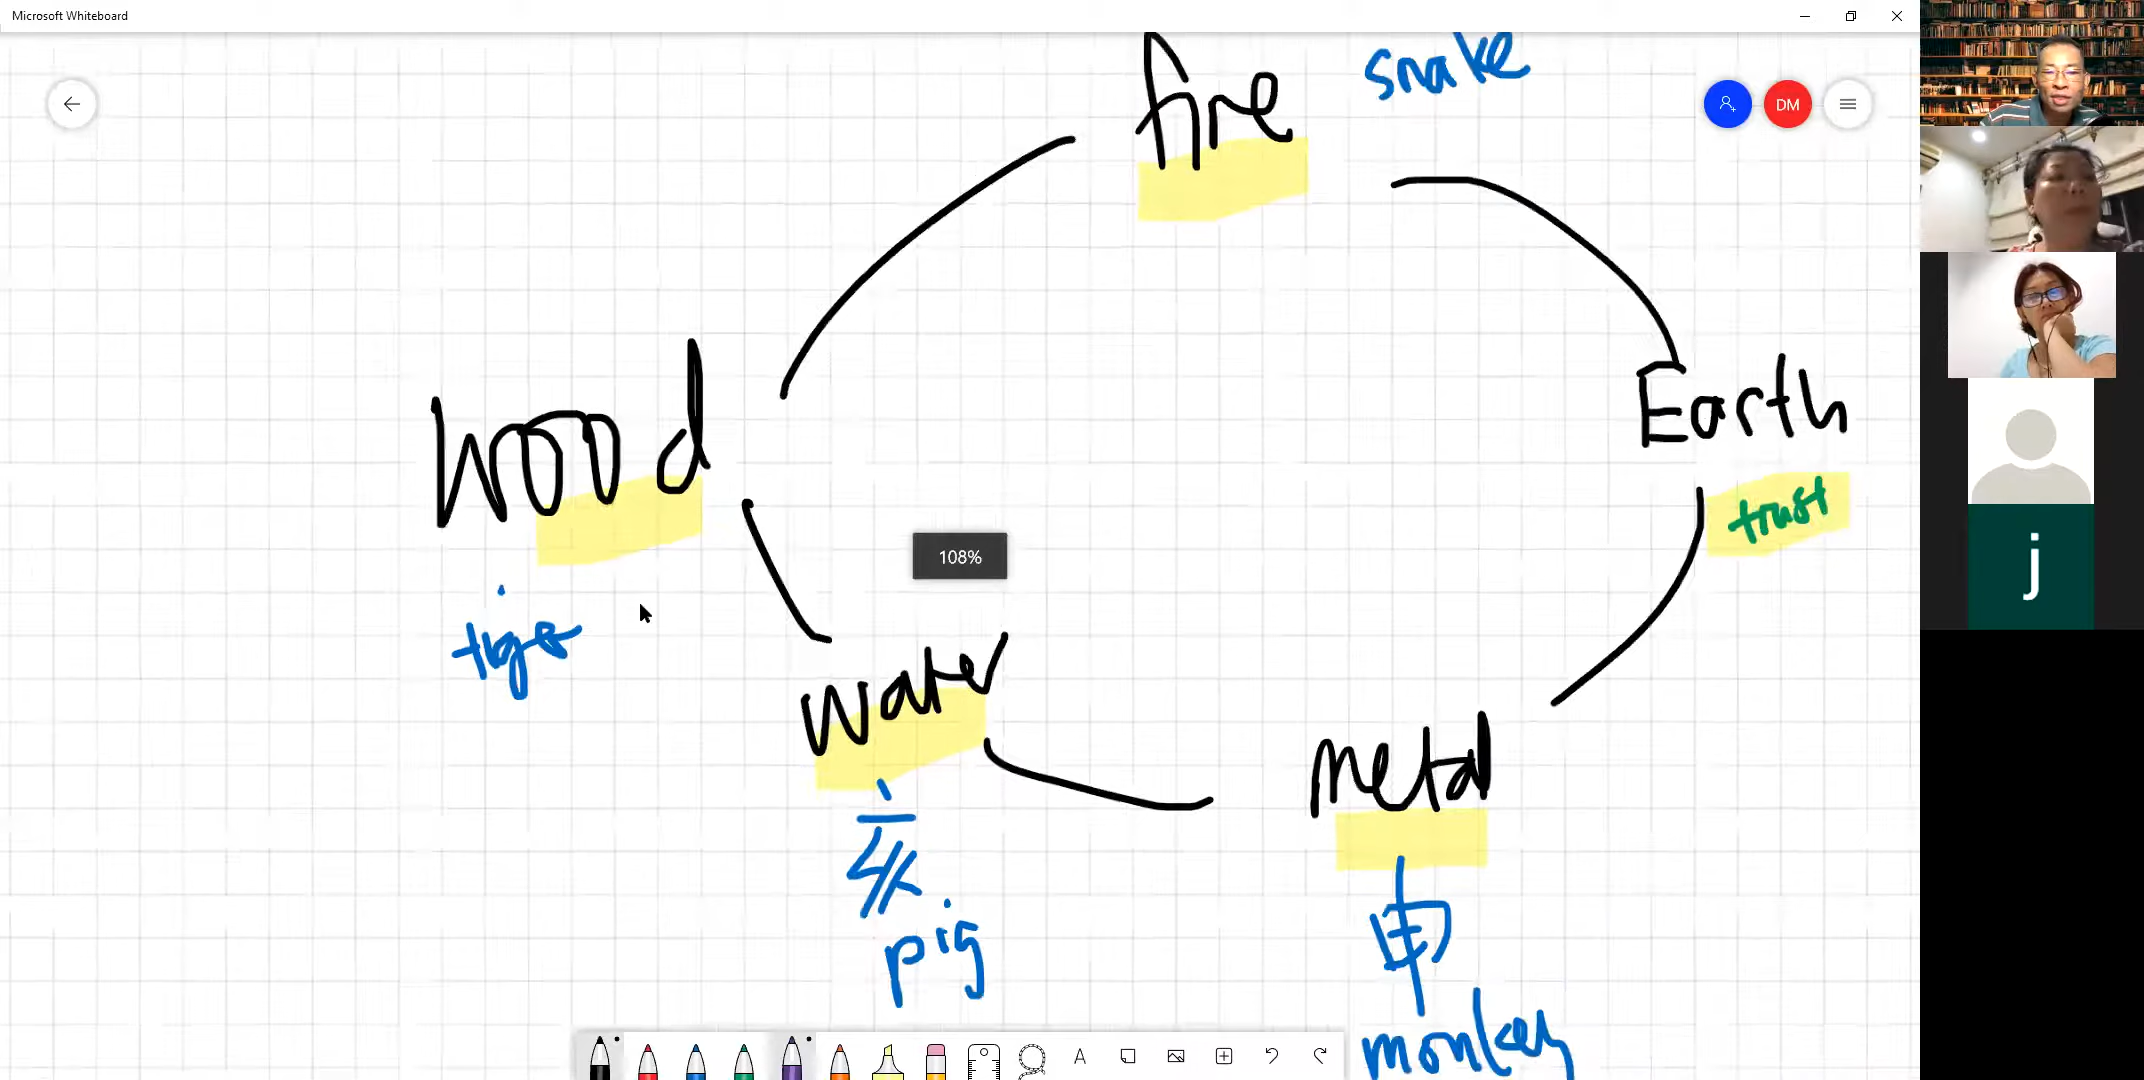 Microsoft Whiteboard
fire
snake
DM
wood
Earth
trust
108%
tiger
water
j
metal
亥
pig
申
monkey
A